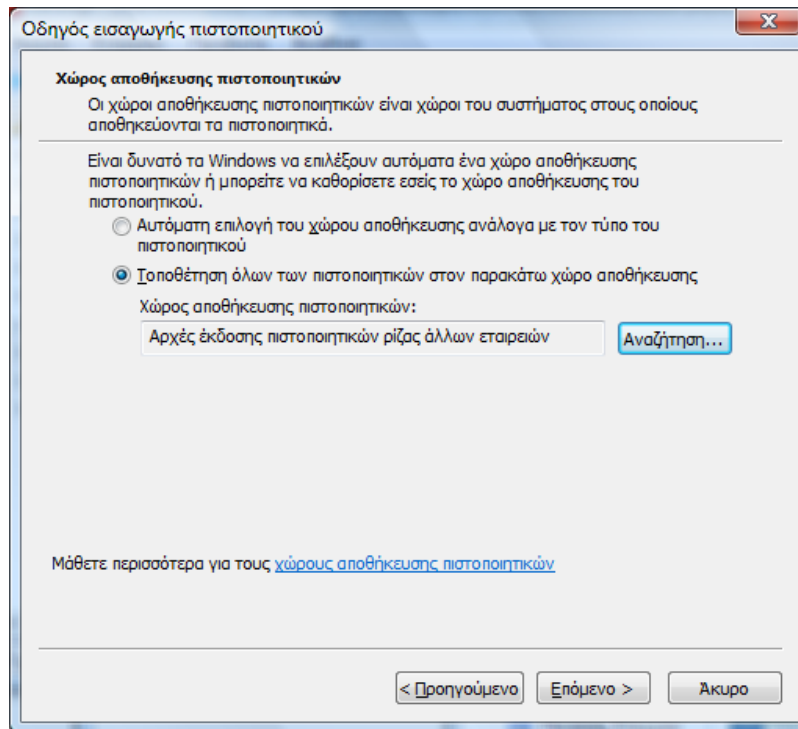 Οδηγός εισαγωγής πιστοποιητικού
Χώρος αποθήκευσης πιστοποιητικών
Οι χώροι αποθήκευσης πιστοποιητικών είναι χώροι του συστήματος στους οποίους
αποθηκεύονται τα πιστοποιητικά.
Είναι δυνατό τα Windows να επιλέξουν αυτόματα ένα χώρο αποθήκευσης
πιστοποιητικών ή μπορείτε να καθορίσετε εσείς το χώρο αποθήκευσης του
πιστοποιητικού.
Αυτόματη επιλογή του χώρου αποθήκευσης ανάλογα με τον τύπο του
πιστοποιητικού
Τοποθέτηση όλων των πιστοποιητικών στον παρακάτω χώρο αποθήκευσης
Χώρος αποθήκευσης πιστοποιητικών:
Αρχές έκδοσης πιστοποιητικών ρίζας άλλων εταιρειών
Αναζήτηση...
Μάθετε περισσότερα για τους χώρους αποθήκευσης πιστοποιητικών
< Προηγούμενο Επόμενο > Άκυρο